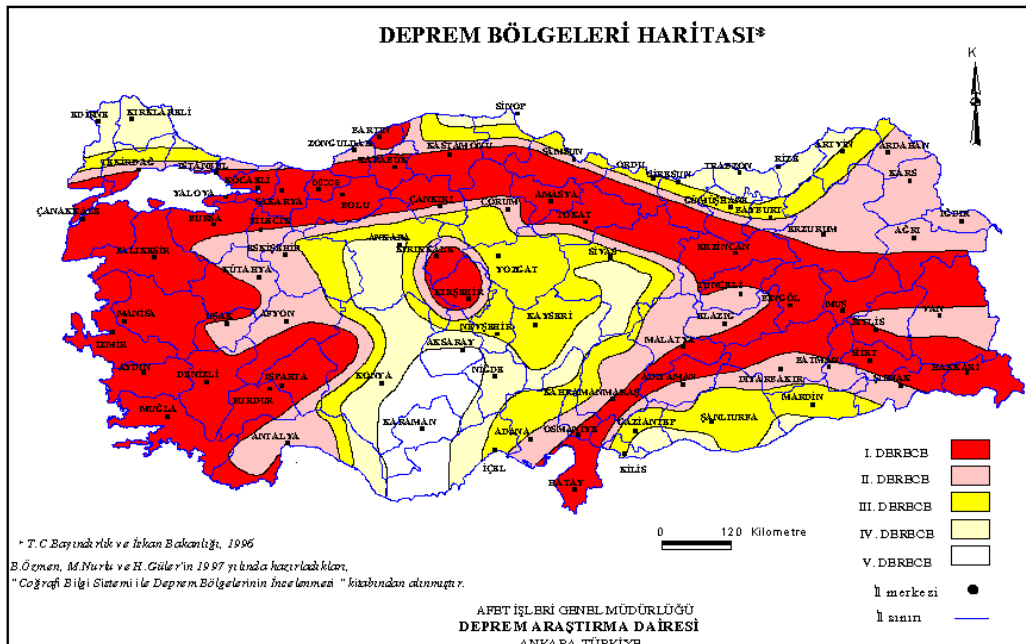 DEPREM BÖLGELERİ HARİTASI*
K
SİNOP
EDİRNE
KIRKLARELİ
BARTIN
ZONGULDAK
KASTAMONU
SAMSUN
ARTVİN
ARDAHAN
TEKİRDAĞ
İSTANBUL
KARABÜK
ORDU
GİRESUN
TRABZON
RİZE
KARS
YALOVA
KOCAELİ
SAKARYA
DÜZCE
BOLU
ÇANKIRI
ÇORUM
AMASYA
TOKAT
GÜMÜŞHANE
BAYBURT
IĞDIR
ÇANAKKALE
BURSA
BİLECİK
ERZURUM
AĞRI
BALIKESİR
ESKİŞEHİR
ANKARA
KIRIKKALE
YOZGAT
SİVAS
ERZİNCAN
KÜTAHYA
KIRŞEHİR
TUNCELİ
BİNGÖL
MUŞ
VAN
MANİSA
UŞAK
AFYON
NEVŞEHİR
KAYSERİ
ELAZIĞ
BİTLİS
İZMİR
AKSARAY
MALATYA
AYDIN
DENİZLİ
ISPARTA
BURDUR
KONYA
NİĞDE
KAHRAMANMARAŞ
ADIYAMAN
DİYARBAKIR
BATMAN
SİİRT
ŞIRNAK
HAKKARİ
MUĞLA
KARAMAN
ADANA
OSMANİYE
GAZİANTEP
ŞANLIURFA
MARDİN
ANTALYA
İÇEL
KİLİS
HATAY
I. DERECE
II. DERECE
III. DERECE
IV. DERECE
V. DERECE
İl merkezi
İl sınırı
0 120 Kilometre
* T.C.Bayındırlık ve İskan Bakanlığı, 1996
B.Özmen, M.Nurlu ve H.Güler'in 1997 yılında hazırladıkları,
"Coğrafi Bilgi Sistemi ile Deprem Bölgelerinin İncelenmesi" kitabından alınmıştır.
AFET İŞLERİ GENEL MÜDÜRLÜĞÜ
DEPREM ARAŞTIRMA DAİRESİ
ANKARA TÜRKİYE